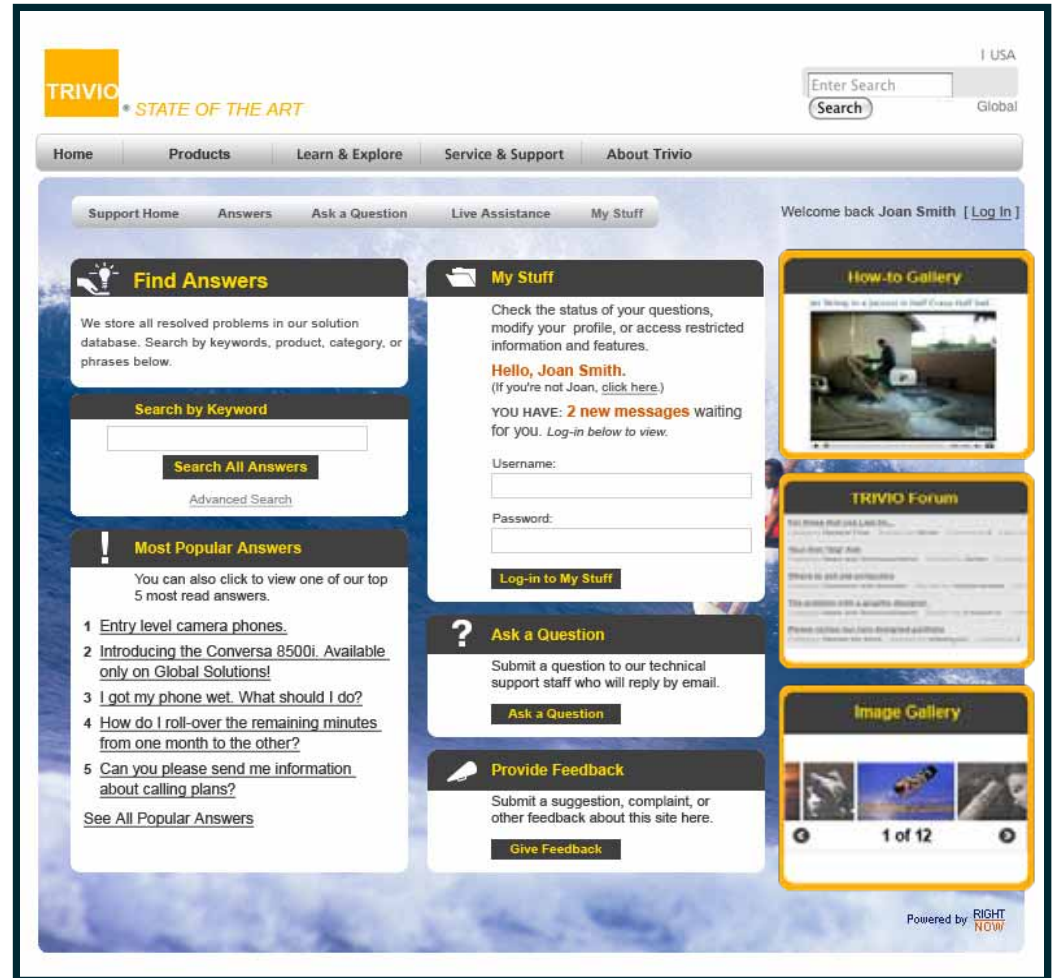 TRIVIO
® STATE OF THE ART
| USA
Enter Search
Search
Global
Home Products Learn & Explore Service & Support About Trivio
Support Home Answers Ask a Question Live Assistance My Stuff
Welcome back Joan Smith [ Log In ]
Find Answers
We store all resolved problems in our solution
database. Search by keywords, product, category, or
phrases below.
Search by Keyword
Search All Answers
Advanced Search
Most Popular Answers
You can also click to view one of our top
5 most read answers.
1 Entry level camera phones.
2 Introducing the Conversa 8500i. Available
only on Global Solutions!
3 I got my phone wet. What should I do?
4 How do I roll-over the remaining minutes
from one month to the other?
5 Can you please send me information
about calling plans?
See All Popular Answers
My Stuff
Check the status of your questions,
modify your profile, or access restricted
information and features.
Hello, Joan Smith.
(If you're not Joan, click here.)
YOU HAVE: 2 new messages waiting
for you. Log-in below to view.
Username:
Password:
Log-in to My Stuff
? Ask a Question
Submit a question to our technical
support staff who will reply by email.
Ask a Question
Provide Feedback
Submit a suggestion, complaint, or
other feedback about this site here.
Give Feedback
How-to Gallery
TRIVIO Forum
Image Gallery
1 of 12
Powered by RIGHT
NOW